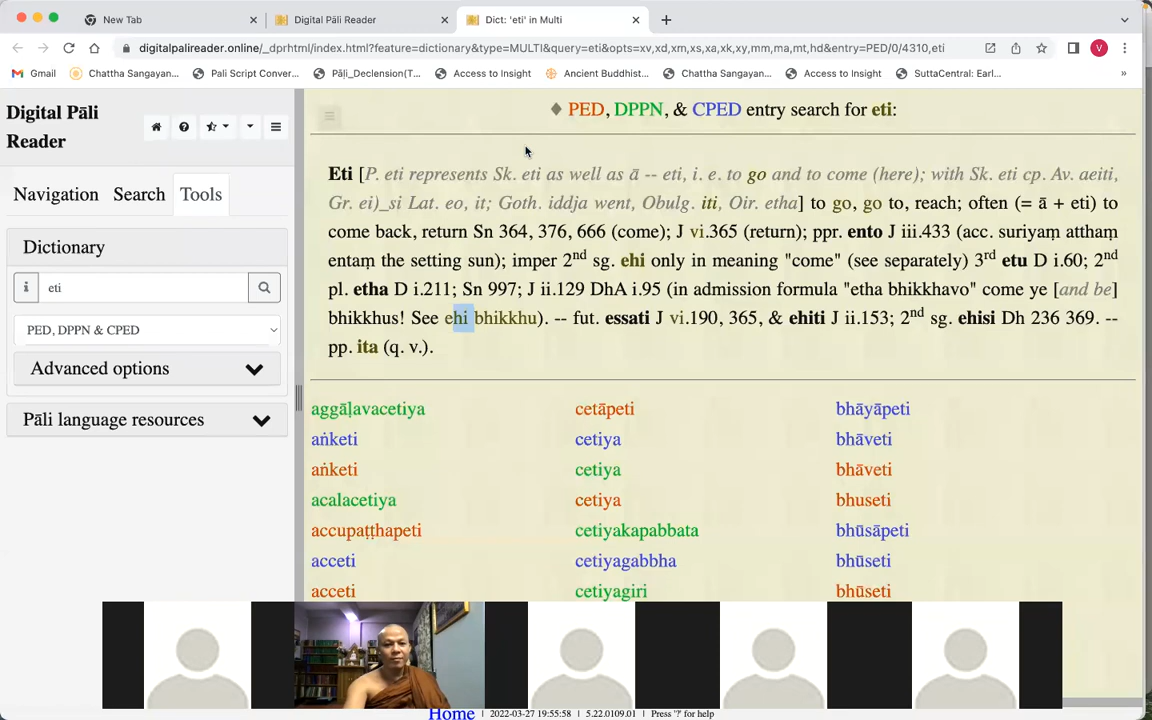 New Tab
Digital Pāli Reader
Dict: 'eti' in Multi
digitalpalireader.online/_dprhtml/index.html?feature=dictionary&type=MULTI&query=eti&opts=xv,xd,xm,xs,xa,xk,xy,mm,ma,mt,hd&entry=PED/0/4310,eti
V
Gmail
Chattha Sangayan...
Pali Script Conver...
Pāḷi_Declension(T...
Access to Insight
Ancient Buddhist...
Chattha Sangayan...
Access to Insight
SuttaCentral: Earl...
»
Digital Pāli
Reader
Navigation
Search
Tools
Dictionary
eti
PED, DPPN & CPED
Advanced options
Pāli language resources
♦ PED, DPPN, & CPED entry search for eti:
Eti [P. eti represents Sk. eti as well as ā -- eti, i. e. to go and to come (here); with Sk. eti cp. Av. aeiti,
Gr. ei)_si Lat. eo, it; Goth. iddja went, Obulg. iti, Oir. etha] to go, go to, reach; often (= ā + eti) to
come back, return Sn 364, 376, 666 (come); J vi.365 (return); ppr. ento J iii.433 (acc. suriyaṃ atthaṃ
entaṃ the setting sun); imper 2nd sg. ehi only in meaning "come" (see separately) 3rd etu D i.60; 2nd
pl. etha D i.211; Sn 997; J ii.129 DhA i.95 (in admission formula "etha bhikkhavo" come ye [and be]
bhikkhus! See ehi bhikkhu). -- fut. essati J vi.190, 365, & ehiti J ii.153; 2nd sg. ehisi Dh 236 369. --
pp. ita (q. v.).
aggāḷavacetiya
cetāpeti
bhāyāpeti
aṅketi
cetiya
bhāveti
aṅketi
cetiya
bhāveti
acalacetiya
cetiya
bhuseti
accupaṭṭhapeti
cetiyakapabbata
bhūsāpeti
acceti
cetiyagabbha
bhūseti
acceti
cetiyagiri
bhūseti
Home | 2022-03-27 19:55:58 | 5.22.0109.01 | Press '?' for help